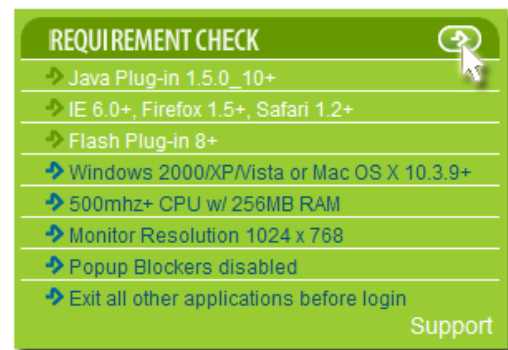 REQUIREMENT CHECK
Java Plug-in 1.5.0_10+
IE 6.0+, Firefox 1.5+, Safari 1.2+
Flash Plug-in 8+
Windows 2000/XP/Vista or Mac OS X 10.3.9+
500mhz+ CPU w/ 256MB RAM
Monitor Resolution 1024 x 768
Popup Blockers disabled
Exit all other applications before login
Support